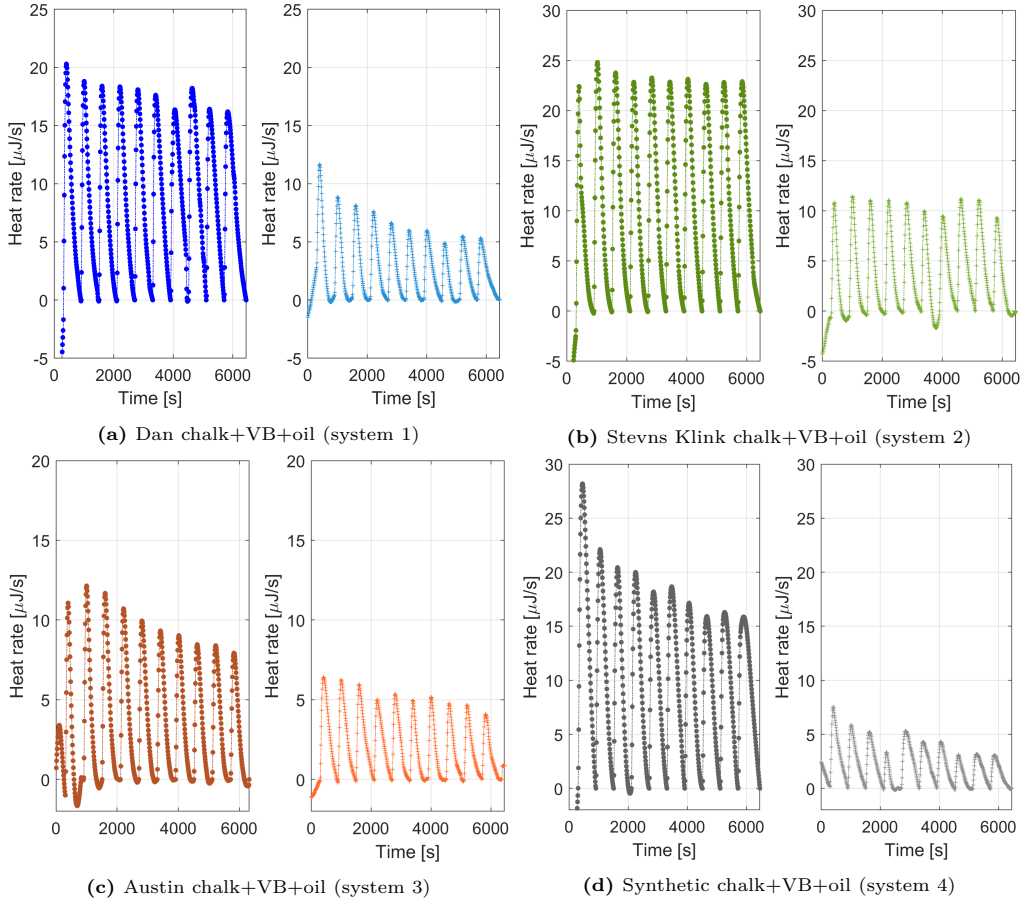 25
20
15
10
5
0
-5
Heat rate [μJ/s]
0 2000 4000 6000
Time [s]
25
20
15
10
5
0
-5
Heat rate [μJ/s]
0 2000 4000 6000
Time [s]
(a) Dan chalk+VB+oil (system 1)
30
25
20
15
10
5
0
-5
Heat rate [μJ/s]
0 2000 4000 6000
Time [s]
30
25
20
15
10
5
0
-5
Heat rate [μJ/s]
0 2000 4000 6000
Time [s]
(b) Stevns Klink chalk+VB+oil (system 2)
20
15
10
5
0
Heat rate [μJ/s]
0 2000 4000 6000
Time [s]
20
15
10
5
0
Heat rate [μJ/s]
0 2000 4000 6000
Time [s]
(c) Austin chalk+VB+oil (system 3)
30
25
20
15
10
5
0
Heat rate [μJ/s]
0 2000 4000 6000
Time [s]
30
25
20
15
10
5
0
Heat rate [μJ/s]
0 2000 4000 6000
Time [s]
(d) Synthetic chalk+VB+oil (system 4)